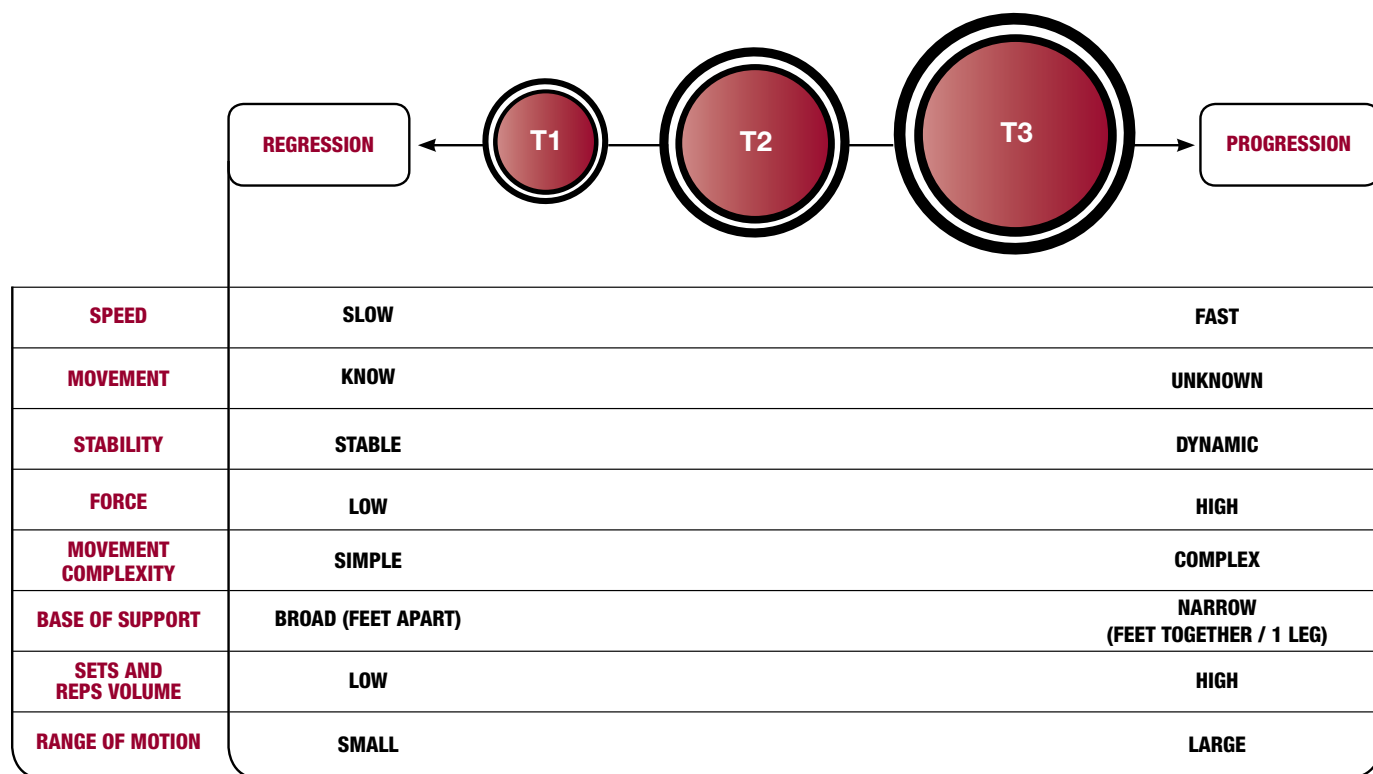 REGRESSION
T1
T2
T3
PROGRESSION
SPEED
SLOW
FAST
MOVEMENT
KNOW
UNKNOWN
STABILITY
STABLE
DYNAMIC
FORCE
LOW
HIGH
MOVEMENT
COMPLEXITY
SIMPLE
COMPLEX
BASE OF SUPPORT
BROAD (FEET APART)
NARROW
(FEET TOGETHER / 1 LEG)
SETS AND
REPS VOLUME
LOW
HIGH
RANGE OF MOTION
SMALL
LARGE